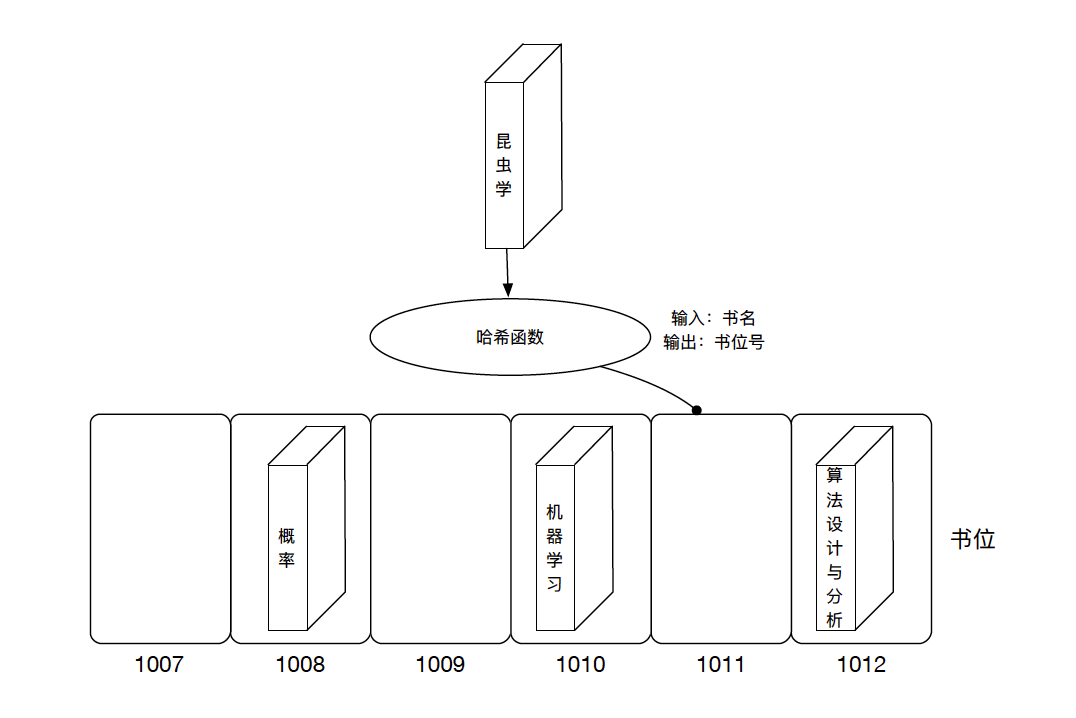 昆虫学
哈希函数
输入：书名
输出：书位号
概率
机器学习
算法设计与分析
书位
1007
1008
1009
1010
1011
1012